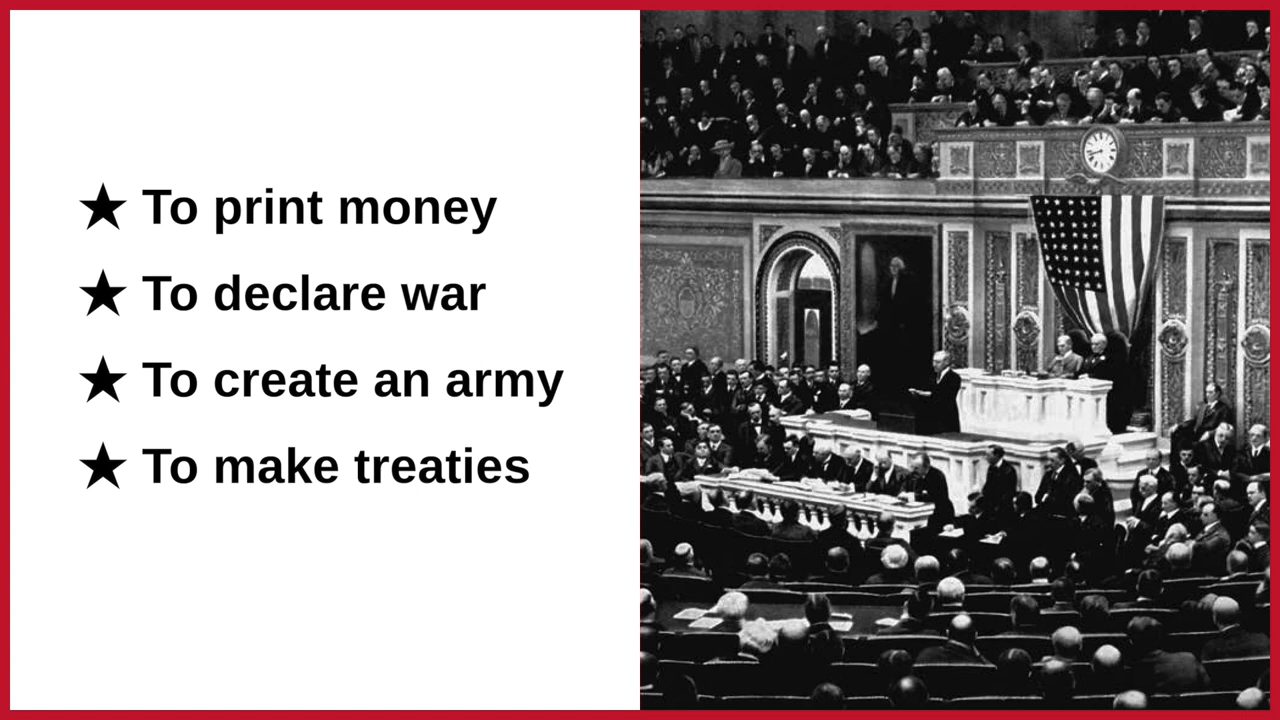 ★ To print money
★ To declare war
★ To create an army
★ To make treaties